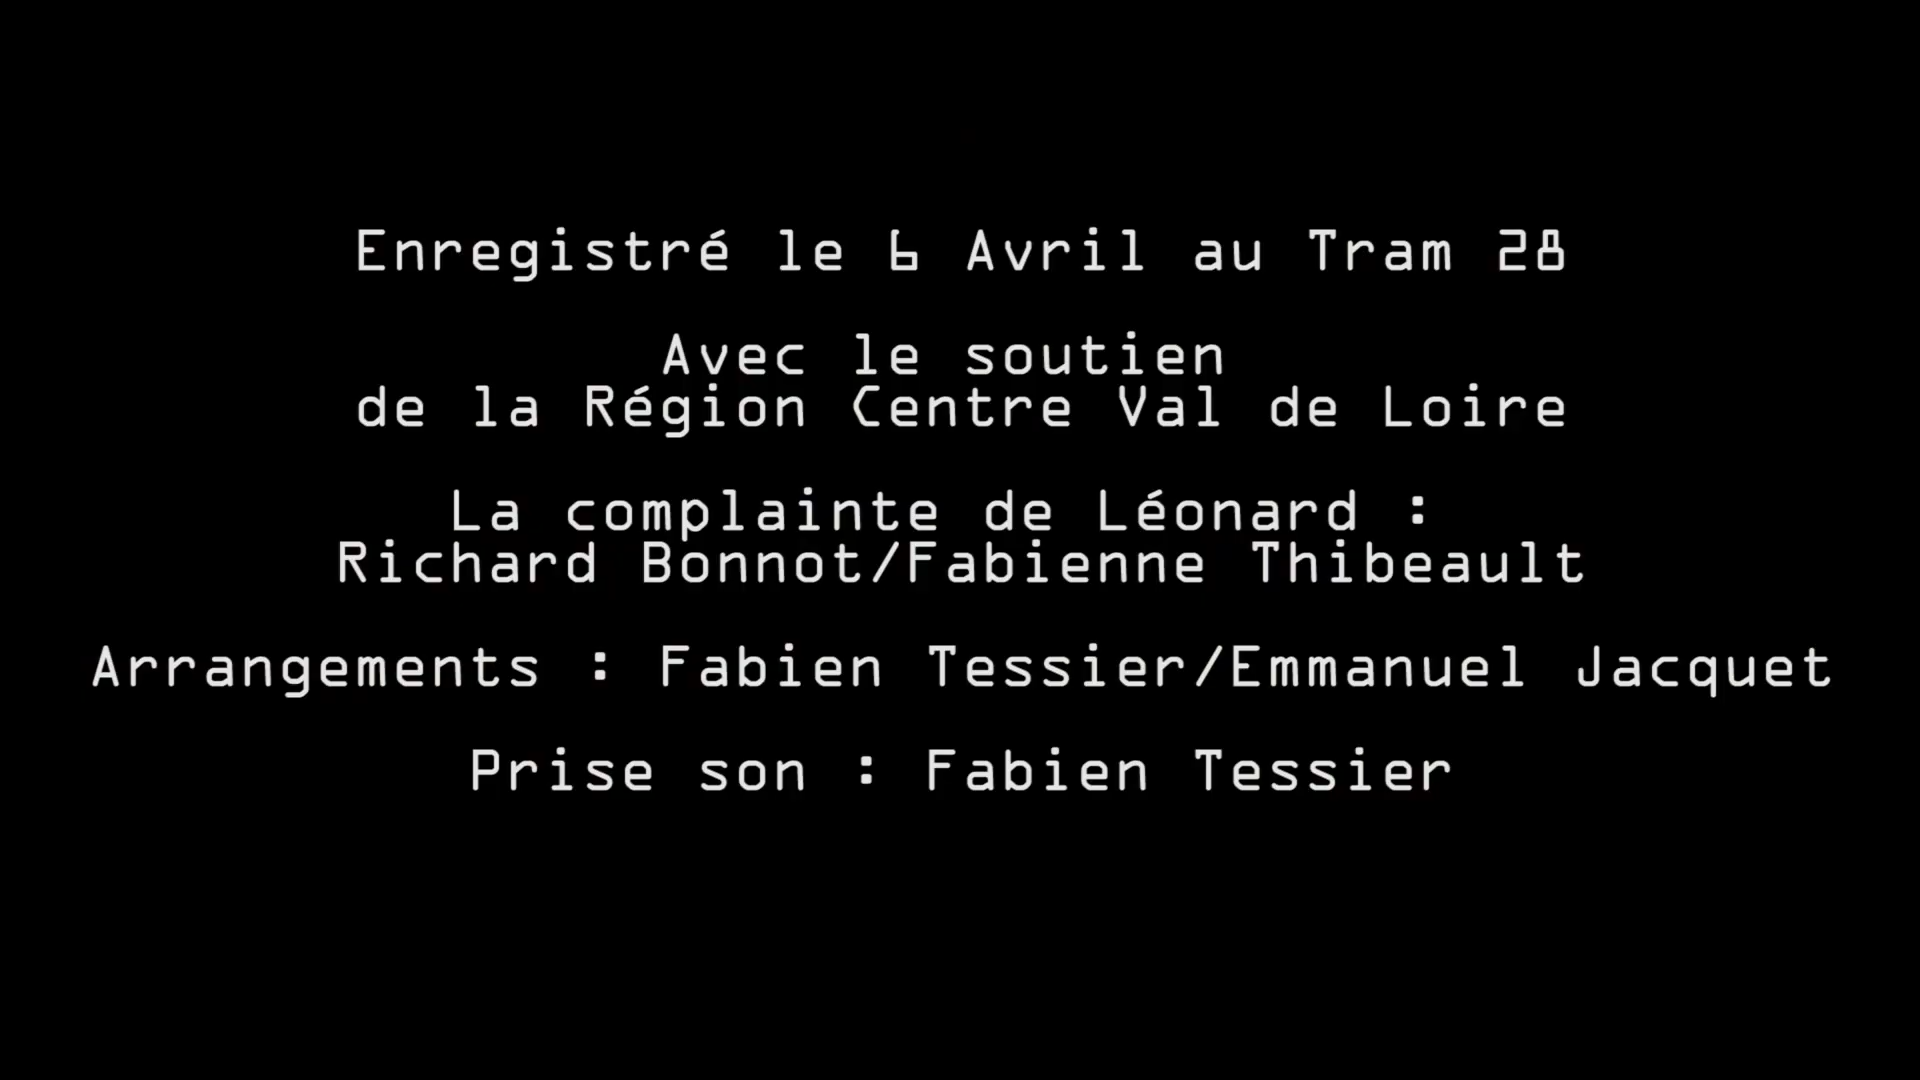 Enregistré le 6 Avril au Tram 28
Avec le soutien
de la Région Centre Val de Loire
La complainte de Léonard :
Richard Bonnot/Fabienne Thibeault
Arrangements : Fabien Tessier/Emmanuel Jacquet
Prise son : Fabien Tessier